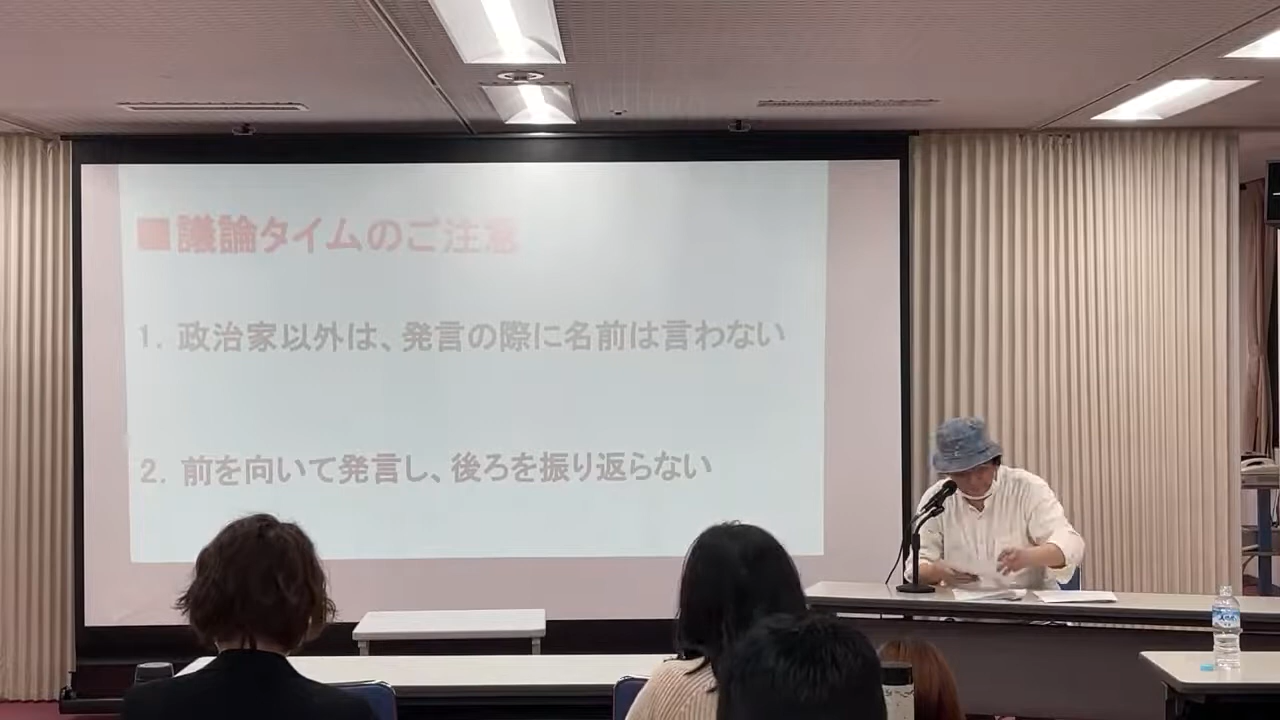 ■議論タイムのご注意
1. 政治家以外は、発言の際に名前は言わない
2. 前を向いて発言し、後ろを振り返らない